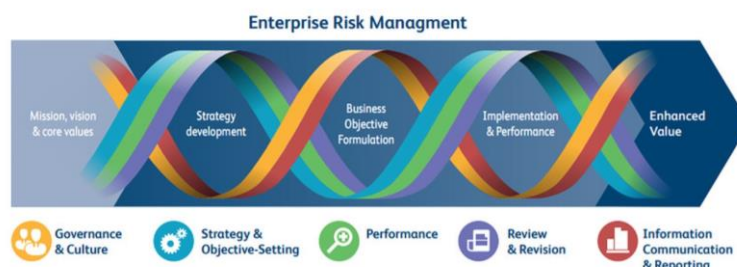 Enterprise Risk Managment
Mission, vision
& core values
Strategy
development
Business
Objective
Formulation
Implementation
& Performance
Enhanced
Value
Governance
& Culture
Strategy &
Objective-Setting
Performance
Review
& Revision
Information
Communication
& Reporting